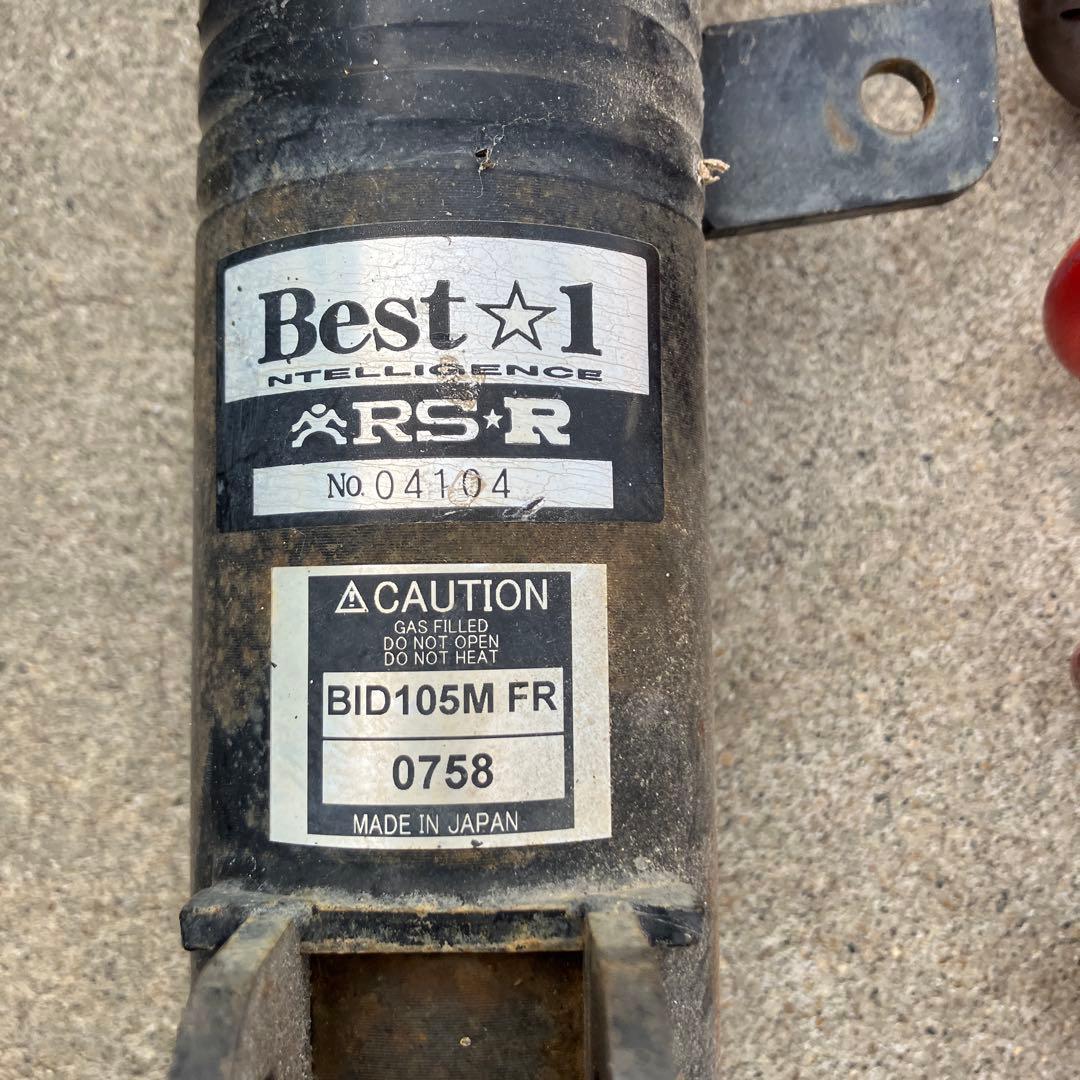 Best☆1
NTELLIGENCE
RS★R
No. 04104
⚠CAUTION
GAS FILLED
DO NOT OPEN
DO NOT HEAT
BID105M FR
0758
MADE IN JAPAN